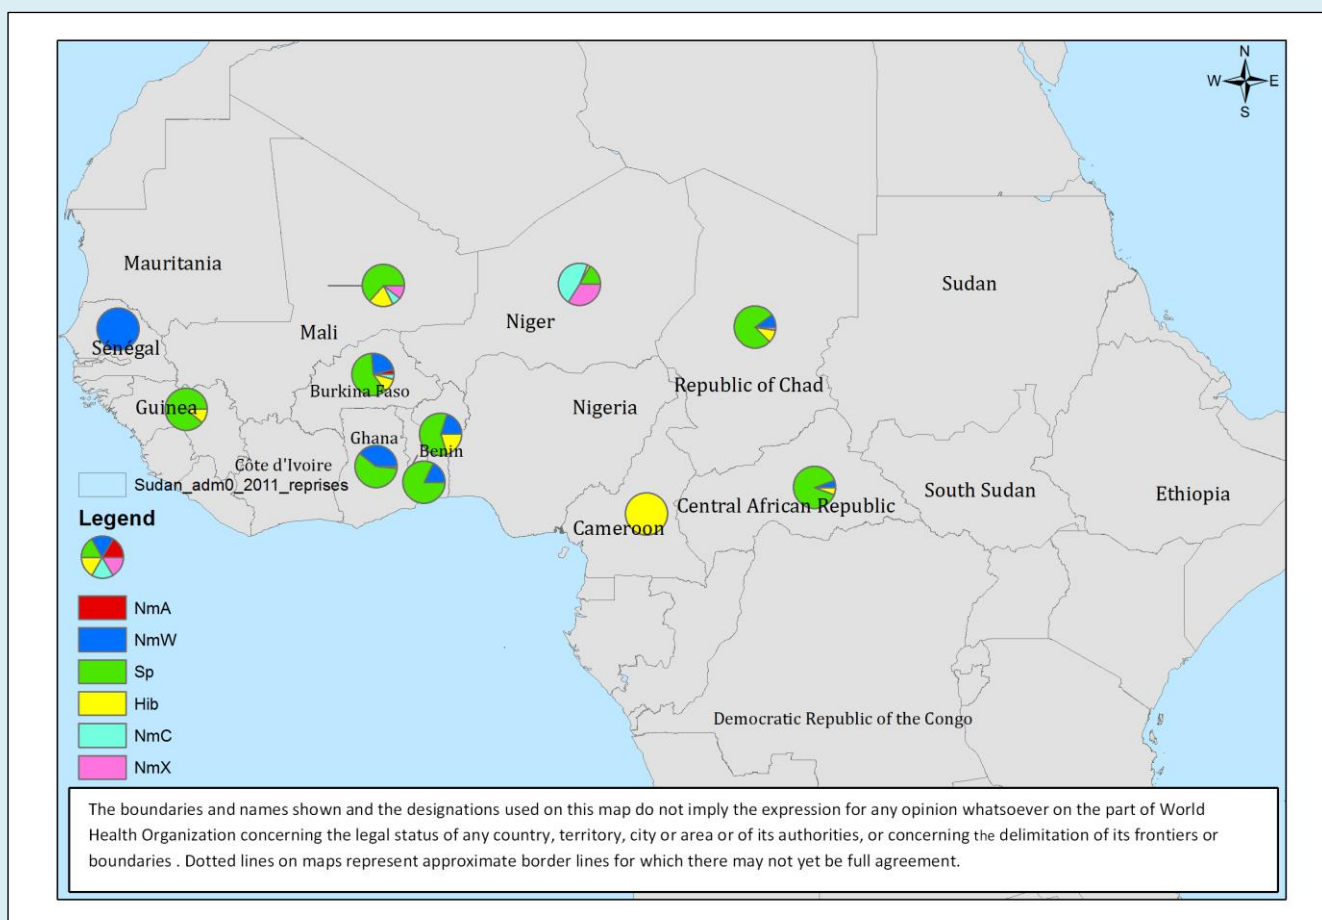 N
W E
S
Mauritania
Sudan
Mali
Niger
Sénégal
Republic of Chad
Burkina Faso
Guinea
Nigeria
Ghana
Benin
Côte d'Ivoire
Sudan_adm0_2011_reprises
South Sudan
Ethiopia
Central African Republic
Cameroon
Legend
NmA
NmW
Sp
Hib
NmC
NmX
Democratic Republic of the Congo
The boundaries and names shown and the designations used on this map do not imply the expression for any opinion whatsoever on the part of World
Health Organization concerning the legal status of any country, territory, city or area or of its authorities, or concerning the delimitation of its frontiers or
boundaries . Dotted lines on maps represent approximate border lines for which there may not yet be full agreement.